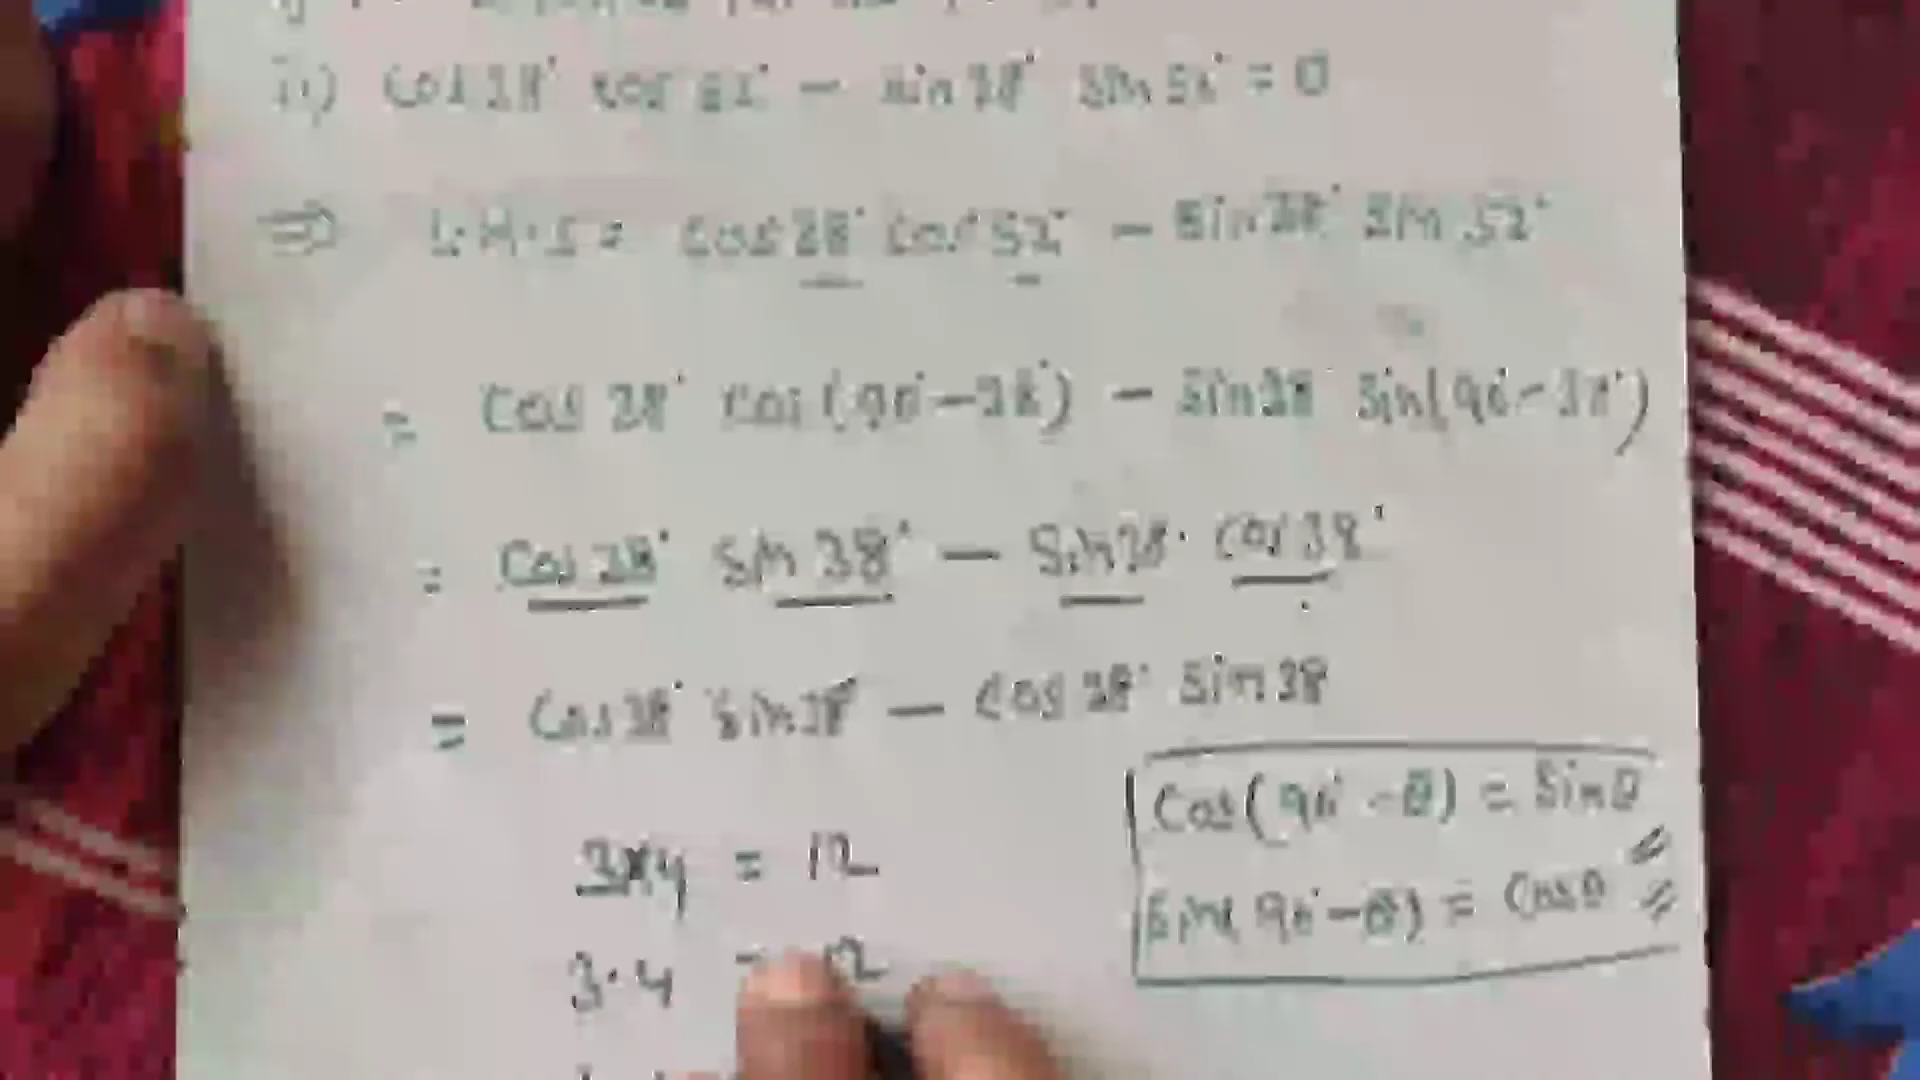 ii) cos 38° cos 52° - sin 38° sin 52° = 0
⇒ L.H.S = cos 38° cos 52° - sin 38° sin 52°
= cos 38° cos (90° - 38°) - sin 38 sin (90° - 38°)
= cos 38° sin 38° - sin 38° cos 38°
= cos 38° sin 38° - cos 38° sin 38
cos (90° - θ) = sin θ
sin (90° - θ) = cos θ
3×4 = 12
3·4 = 12